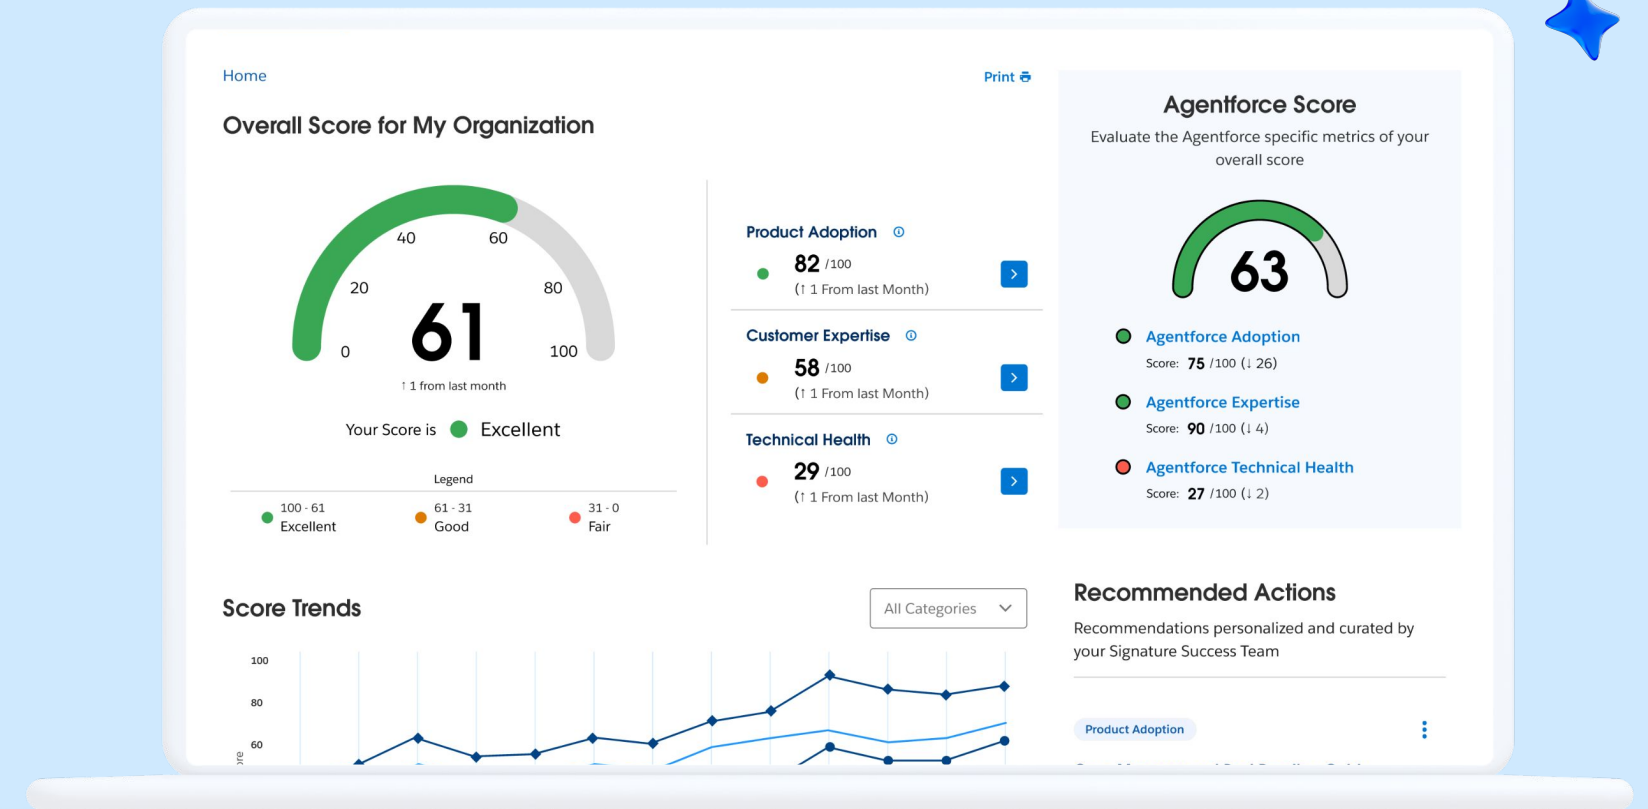 Home
Print
Overall Score for My Organization
0
20
40
60
80
100
61
↑ 1 from last month
Your Score is Excellent
Legend
100 - 61
Excellent
61 - 31
Good
31 - 0
Fair
Product Adoption
82 /100
(↑ 1 From last Month)
Customer Expertise
58 /100
(↑ 1 From last Month)
Technical Health
29 /100
(↑ 1 From last Month)
Agentforce Score
Evaluate the Agentforce specific metrics of your
overall score
63
Agentforce Adoption
Score: 75 /100 (↓ 26)
Agentforce Expertise
Score: 90 /100 (↓ 4)
Agentforce Technical Health
Score: 27 /100 (↓ 2)
Score Trends
All Categories
100
80
60
Recommended Actions
Recommendations personalized and curated by
your Signature Success Team
Product Adoption